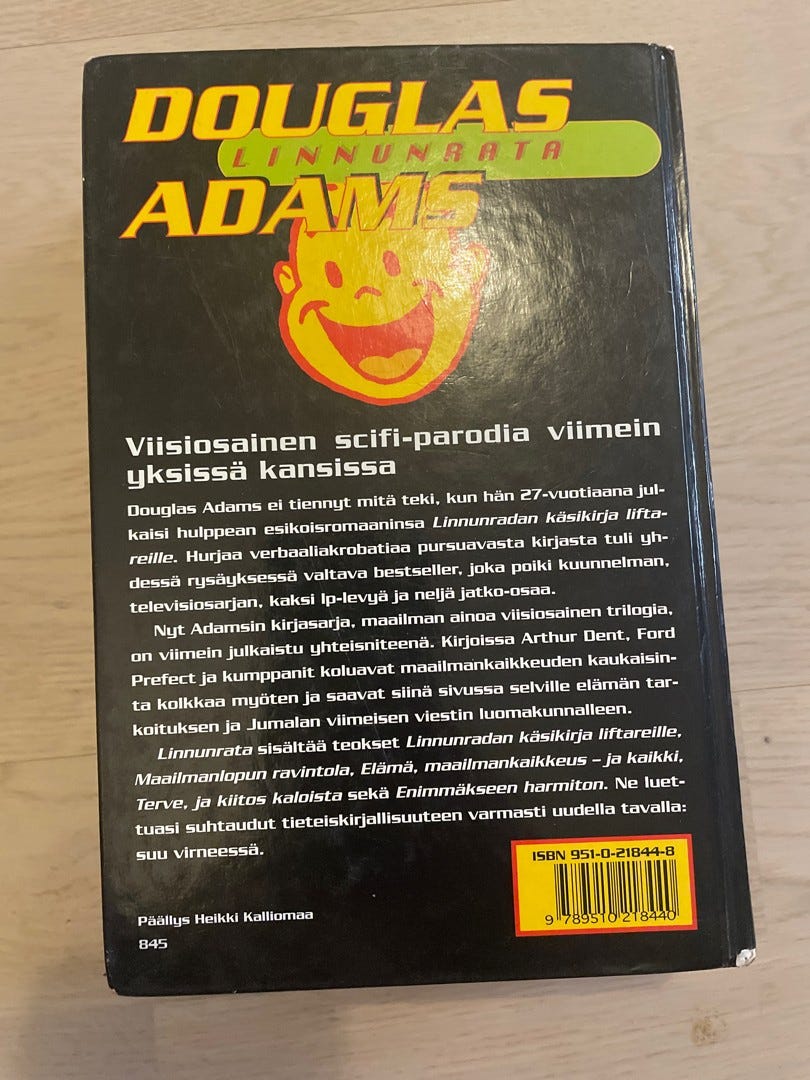 DOUGLAS
LINNUNRATA
ADAMS
Viisiosainen scifi-parodia viimein
yksissä kansissa
Douglas Adams ei tiennyt mitä teki, kun hän 27-vuotiaana jul-
kaisi hulppean esikoisromaaninsa Linnunradan käsikirja lifta-
reille. Hurjaa verbaaliakrobatiaa pursuavasta kirjasta tuli yh-
dessä rysäyksessä valtava bestseller, joka poiki kuunnelman,
televisiosarjan, kaksi lp-levyä ja neljä jatko-osaa.
Nyt Adamsin kirjasarja, maailman ainoa viisiosainen trilogia,
on viimein julkaistu yhteisniteenä. Kirjoissa Arthur Dent, Ford
Prefect ja kumppanit koluavat maailmankaikkeuden kaukaisin-
ta kolkkaa myöten ja saavat siinä sivussa selville elämän tar-
koituksen ja Jumalan viimeisen viestin luomakunnalleen.
Linnunrata sisältää teokset Linnunradan käsikirja liftareille,
Maailmanlopun ravintola, Elämä, maailmankaikkeus – ja kaikki,
Terve, ja kiitos kaloista sekä Enimmäkseen harmiton. Ne luet-
tuasi suhtaudut tieteiskirjallisuuteen varmasti uudella tavalla:
suu virneessä.
ISBN 951-0-21844-8
9 789510 218440
Päällys Heikki Kalliomaa
845